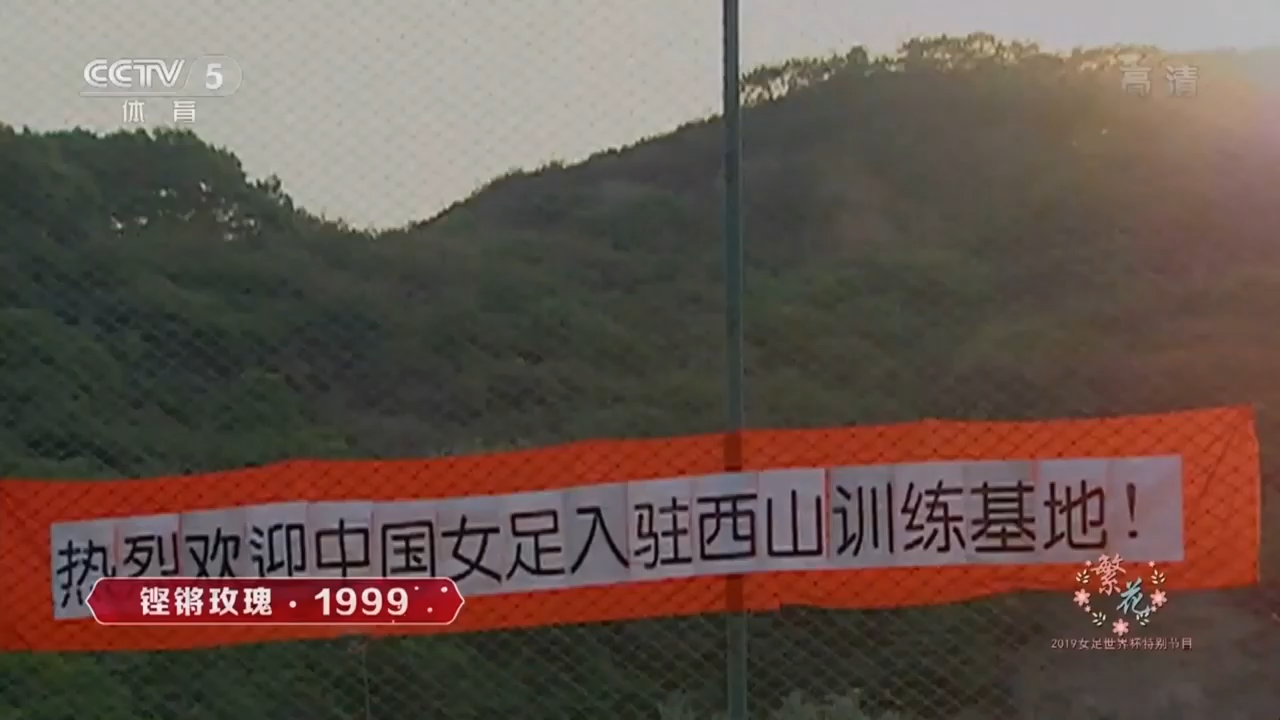 CCTV 5
体育
高清
热烈欢迎中国女足入驻西山训练基地！
铿锵玫瑰·1999
繁花
2019女足世界杯特别节目